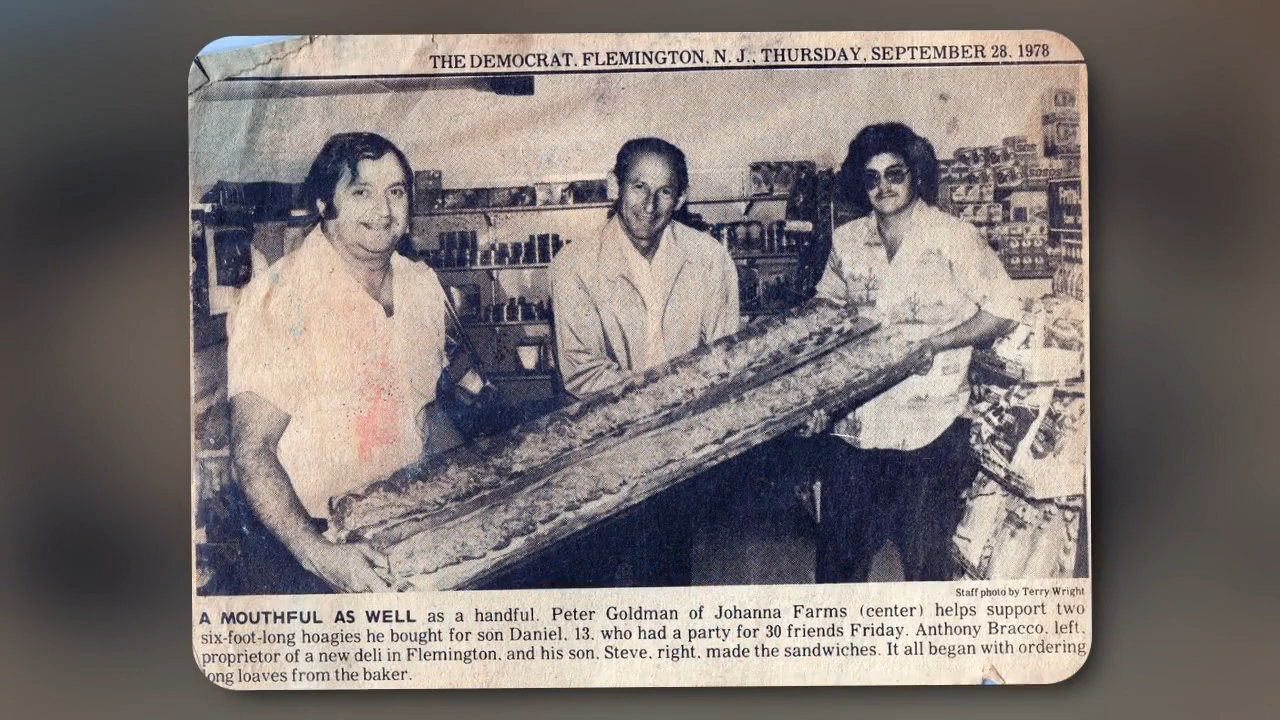 THE DEMOCRAT, FLEMINGTON, N. J., THURSDAY, SEPTEMBER 28, 1978
Staff photo by Terry Wright
A MOUTHFUL AS WELL as a handful. Peter Goldman of Johanna Farms (center) helps support two
six-foot-long hoagies he bought for son Daniel, 13, who had a party for 30 friends Friday. Anthony Bracco, left,
proprietor of a new deli in Flemington, and his son, Steve, right, made the sandwiches. It all began with ordering
long loaves from the baker.